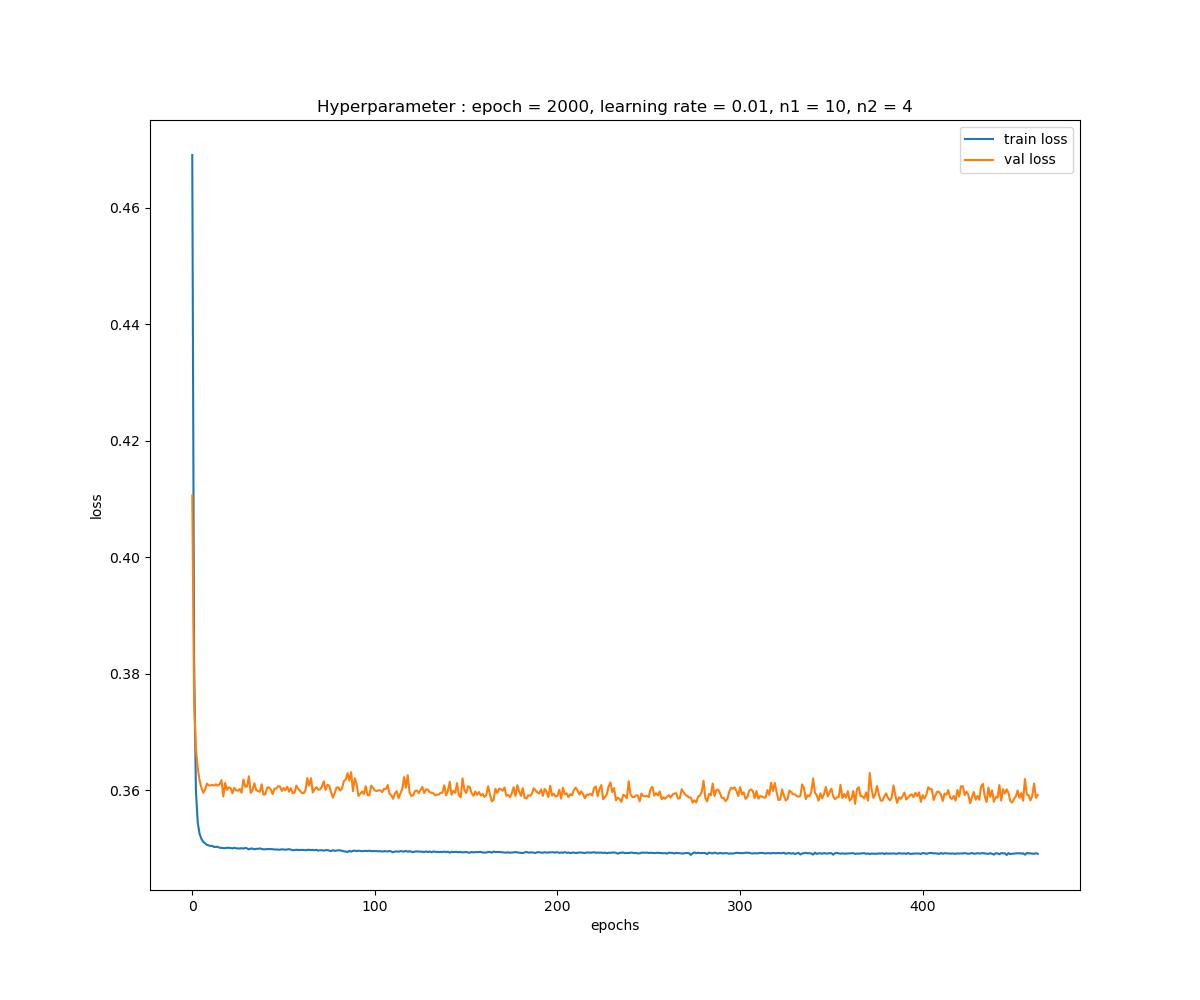 Hyperparameter : epoch = 2000, learning rate = 0.01, n1 = 10, n2 = 4
train loss
val loss
0.46
0.44
0.42
0.40
0.38
0.36
loss
0
100
200
300
400
epochs